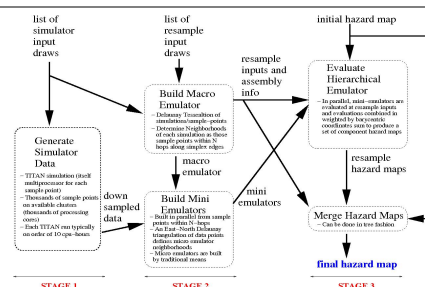 list of
simulator
input
draws
list of
resample
input
draws
initial hazard map
resample
inputs and
assembly
info
Generate
Simulator
Data
– TITAN simulation (itself
multiprocessor for each
sample point)
– Thousands of sample points
on available clusters
(thousands of processing
cores)
– Each TITAN run typically
on order of 10 cpu–hours
down
sampled
data
Build Macro
Emulator
– Delaunay Tessalltion of
simulations/sample–points
– Determine Neighborhoods
of each simulation as those
sample points within N
hops along simplex edges
macro
emulator
Build Mini
Emulators
– Built in parallel from sample
points within N–hops
– An East–North Delaunay
triangulation of data points
defines micro emulator
neighborhoods
– Micro emulators are built
by traditional means
mini
emulators
Evaluate
Hierarchical
Emulator
– In parallel, mini–emulators are
evaluated at resample inputs
and evaluations combined in
weighted by barycentric
coordinates sum to produce a
set of component hazard maps
resample
hazard maps
Merge Hazard Maps
– Can be done in tree fashion
final hazard map
STAGE 1
STAGE 2
STAGE 3